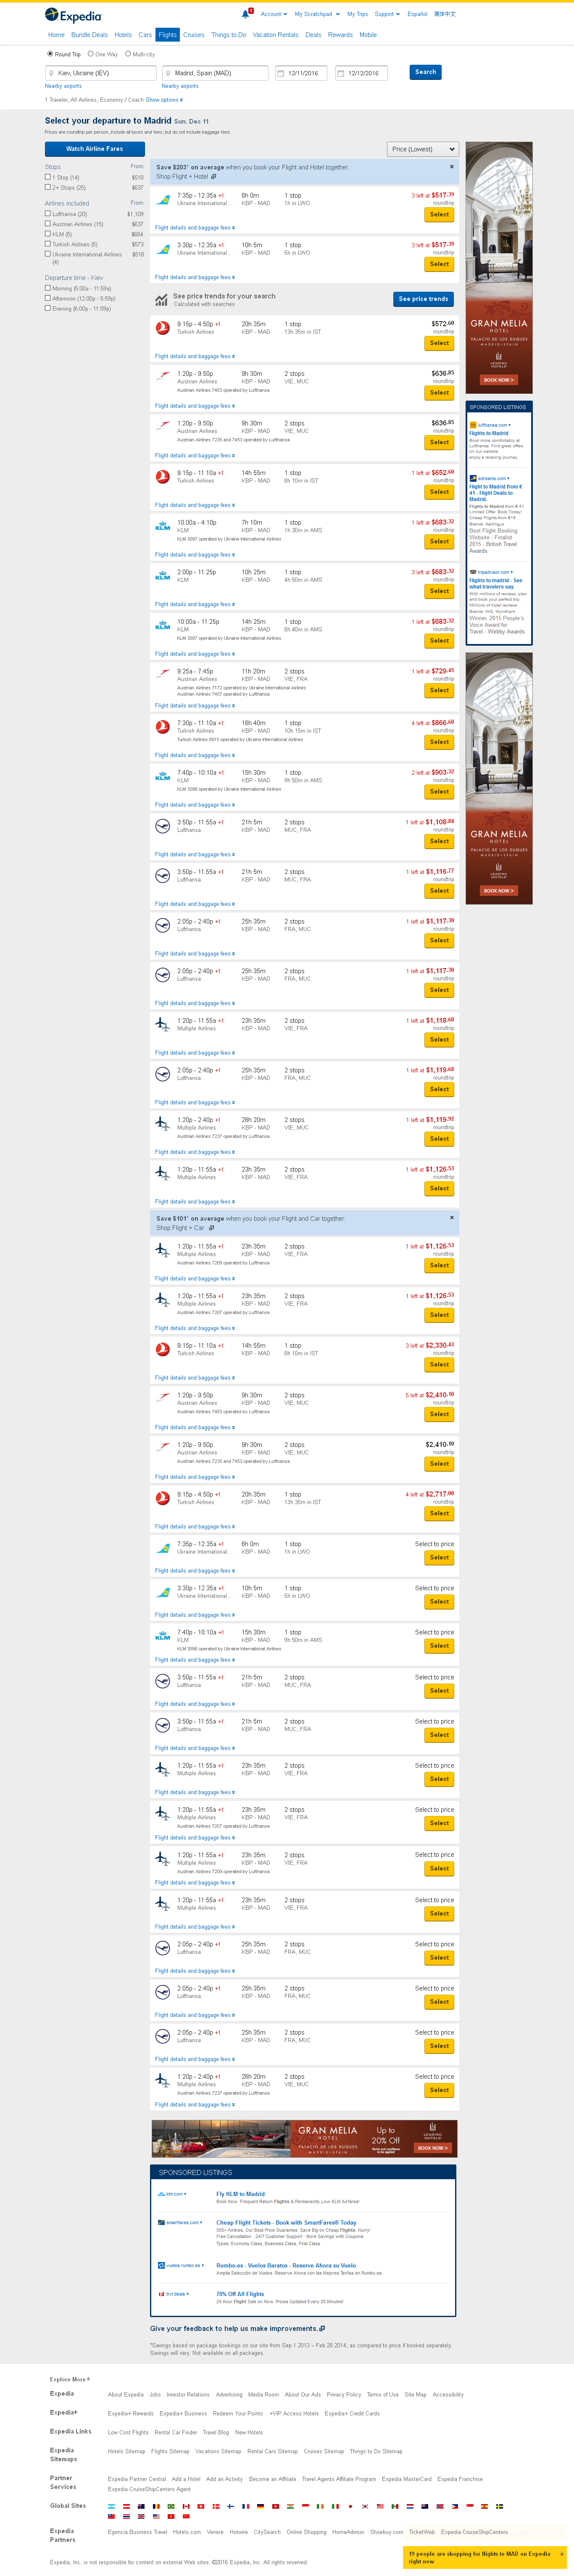 Expedia
Account
My Scratchpad
My Trips
Support
Español
简体中文
Home
Bundle Deals
Hotels
Cars
Flights
Cruises
Things to Do
Vacation Rentals
Deals
Rewards
Mobile
Round Trip
One Way
Multi-city
Kiev, Ukraine (IEV)
Madrid, Spain (MAD)
12/11/2016
12/12/2016
Search
Nearby airports
Nearby airports
1 Traveler, All Airlines, Economy / Coach Show options
Select your departure to Madrid Sun, Dec 11
Prices are roundtrip per person, include all taxes and fees, but do not include baggage fees.
Watch Airline Fares
Price (Lowest)
Stops From
1 Stop (14) $518
2+ Stops (25) $637
Airlines included From
Lufthansa (20) $1,109
Austrian Airlines (15) $637
KLM (5) $684
Turkish Airlines (5) $573
Ukraine International Airlines (4) $518
Departure time - Kiev
Morning (5:00a - 11:59a)
Afternoon (12:00p - 5:59p)
Evening (6:00p - 11:59p)
Save $203* on average when you book your Flight and Hotel together.
Shop Flight + Hotel
7:35p - 12:35a +1 6h 0m 1 stop 3 left at $517.39
Ukraine International... KBP - MAD 1h in LWO roundtrip
Select
Flight details and baggage fees
3:30p - 12:35a +1 10h 5m 1 stop 3 left at $517.39
Ukraine International... KBP - MAD 5h in LWO roundtrip
Select
Flight details and baggage fees
See price trends for your search
Calculated with searches
See price trends
9:15p - 4:50p +1 20h 35m 1 stop $572.60
Turkish Airlines KBP - MAD 13h 35m in IST roundtrip
Select
Flight details and baggage fees
1:20p - 9:50p 9h 30m 2 stops $636.85
Austrian Airlines KBP - MAD VIE, MUC roundtrip
Austrian Airlines 7463 operated by Lufthansa
Select
Flight details and baggage fees
1:20p - 9:50p 9h 30m 2 stops $636.85
Austrian Airlines KBP - MAD VIE, MUC roundtrip
Austrian Airlines 7235 and 7463 operated by Lufthansa
Select
Flight details and baggage fees
9:15p - 11:10a +1 14h 55m 1 stop 1 left at $652.60
Turkish Airlines KBP - MAD 8h 10m in IST roundtrip
Select
Flight details and baggage fees
10:00a - 4:10p 7h 10m 1 stop 1 left at $683.32
KLM KBP - MAD 1h 30m in AMS roundtrip
KLM 3097 operated by Ukraine International Airlines
Select
Flight details and baggage fees
2:00p - 11:25p 10h 25m 1 stop 3 left at $683.32
KLM KBP - MAD 4h 50m in AMS roundtrip
Select
Flight details and baggage fees
10:00a - 11:25p 14h 25m 1 stop 1 left at $683.32
KLM KBP - MAD 8h 40m in AMS roundtrip
KLM 3097 operated by Ukraine International Airlines
Select
Flight details and baggage fees
9:25a - 7:45p 11h 20m 2 stops 1 left at $729.45
Austrian Airlines KBP - MAD VIE, FRA roundtrip
Austrian Airlines 7172 operated by Ukraine International Airlines
Austrian Airlines 7457 operated by Lufthansa
Select
Flight details and baggage fees
7:30p - 11:10a +1 16h 40m 1 stop 4 left at $866.60
Turkish Airlines KBP - MAD 10h 15m in IST roundtrip
Turkish Airlines 8815 operated by Ukraine International Airlines
Select
Flight details and baggage fees
7:40p - 10:10a +1 15h 30m 1 stop 2 left at $903.32
KLM KBP - MAD 9h 50m in AMS roundtrip
KLM 3096 operated by Ukraine International Airlines
Select
Flight details and baggage fees
3:50p - 11:55a +1 21h 5m 2 stops 1 left at $1,108.84
Lufthansa KBP - MAD MUC, FRA roundtrip
Select
Flight details and baggage fees
3:50p - 11:55a +1 21h 5m 2 stops 1 left at $1,116.77
Lufthansa KBP - MAD MUC, FRA roundtrip
Select
Flight details and baggage fees
2:05p - 2:40p +1 25h 35m 2 stops 1 left at $1,117.30
Lufthansa KBP - MAD FRA, MUC roundtrip
Select
Flight details and baggage fees
2:05p - 2:40p +1 25h 35m 2 stops 1 left at $1,117.30
Lufthansa KBP - MAD FRA, MUC roundtrip
Select
Flight details and baggage fees
1:20p - 11:55a +1 23h 35m 2 stops 1 left at $1,118.60
Multiple Airlines KBP - MAD VIE, FRA roundtrip
Select
Flight details and baggage fees
2:05p - 2:40p +1 25h 35m 2 stops 1 left at $1,119.68
Lufthansa KBP - MAD FRA, MUC roundtrip
Select
Flight details and baggage fees
1:20p - 2:40p +1 26h 20m 2 stops 1 left at $1,119.92
Multiple Airlines KBP - MAD VIE, MUC roundtrip
Austrian Airlines 7237 operated by Lufthansa
Select
Flight details and baggage fees
1:20p - 11:55a +1 23h 35m 2 stops 1 left at $1,126.53
Multiple Airlines KBP - MAD VIE, FRA roundtrip
Select
Flight details and baggage fees
Save $101* on average when you book your Flight and Car together.
Shop Flight + Car
1:20p - 11:55a +1 23h 35m 2 stops 1 left at $1,126.53
Multiple Airlines KBP - MAD VIE, FRA roundtrip
Austrian Airlines 7209 operated by Lufthansa
Select
Flight details and baggage fees
1:20p - 11:55a +1 23h 35m 2 stops 1 left at $1,126.53
Multiple Airlines KBP - MAD VIE, FRA roundtrip
Austrian Airlines 7207 operated by Lufthansa
Select
Flight details and baggage fees
9:15p - 11:10a +1 14h 55m 1 stop 3 left at $2,330.43
Turkish Airlines KBP - MAD 8h 10m in IST roundtrip
Select
Flight details and baggage fees
1:20p - 9:50p 9h 30m 2 stops 5 left at $2,410.10
Austrian Airlines KBP - MAD VIE, MUC roundtrip
Austrian Airlines 7463 operated by Lufthansa
Select
Flight details and baggage fees
1:20p - 9:50p 9h 30m 2 stops $2,410.10
Austrian Airlines KBP - MAD VIE, MUC roundtrip
Austrian Airlines 7235 and 7463 operated by Lufthansa
Select
Flight details and baggage fees
9:15p - 4:50p +1 20h 35m 1 stop 4 left at $2,717.00
Turkish Airlines KBP - MAD 13h 35m in IST roundtrip
Select
Flight details and baggage fees
7:35p - 12:35a +1 6h 0m 1 stop Select to price
Ukraine International... KBP - MAD 1h in LWO
Select
Flight details and baggage fees
3:30p - 12:35a +1 10h 5m 1 stop Select to price
Ukraine International... KBP - MAD 5h in LWO
Select
Flight details and baggage fees
7:40p - 10:10a +1 15h 30m 1 stop Select to price
KLM KBP - MAD 9h 50m in AMS
KLM 3096 operated by Ukraine International Airlines
Select
Flight details and baggage fees
3:50p - 11:55a +1 21h 5m 2 stops Select to price
Lufthansa KBP - MAD MUC, FRA
Select
Flight details and baggage fees
3:50p - 11:55a +1 21h 5m 2 stops Select to price
Lufthansa KBP - MAD MUC, FRA
Select
Flight details and baggage fees
1:20p - 11:55a +1 23h 35m 2 stops Select to price
Multiple Airlines KBP - MAD VIE, FRA
Select
Flight details and baggage fees
1:20p - 11:55a +1 23h 35m 2 stops Select to price
Multiple Airlines KBP - MAD VIE, FRA
Austrian Airlines 7207 operated by Lufthansa
Select
Flight details and baggage fees
1:20p - 11:55a +1 23h 35m 2 stops Select to price
Multiple Airlines KBP - MAD VIE, FRA
Austrian Airlines 7209 operated by Lufthansa
Select
Flight details and baggage fees
1:20p - 11:55a +1 23h 35m 2 stops Select to price
Multiple Airlines KBP - MAD VIE, FRA
Select
Flight details and baggage fees
2:05p - 2:40p +1 25h 35m 2 stops Select to price
Lufthansa KBP - MAD FRA, MUC
Select
Flight details and baggage fees
2:05p - 2:40p +1 25h 35m 2 stops Select to price
Lufthansa KBP - MAD FRA, MUC
Select
Flight details and baggage fees
2:05p - 2:40p +1 25h 35m 2 stops Select to price
Lufthansa KBP - MAD FRA, MUC
Select
Flight details and baggage fees
1:20p - 2:40p +1 26h 20m 2 stops Select to price
Multiple Airlines KBP - MAD VIE, MUC
Austrian Airlines 7237 operated by Lufthansa
Select
Flight details and baggage fees
GRAN MELIA
PALACIO DE LOS DUQUES
MADRID • SPAIN
LEADING HOTELS
BOOK NOW >
SPONSORED LISTINGS
lufthansa.com
Flights to Madrid
Book more comfortably at
Lufthansa. Find great offers
on our website.
enjoy a relaxing journey
edreams.com
Flight to Madrid from €
41 - Flight Deals to
Madrid.
Flights to Madrid from € 41
Limited Offer. Book Today!
Cheap Flights from €19
Brands: Aerlingus
Best Flight Booking
Website - Finalist
2015 - British Travel
Awards
tripadvisor.com
Flights to madrid - See
what travelers say
With millions of reviews, plan
and book your perfect trip
Millions of hotel reviews
Brands: IHG, Wyndham
Winner, 2015 People's
Voice Award for
Travel - Webby Awards
GRAN MELIA
PALACIO DE LOS DUQUES
MADRID • SPAIN
LEADING HOTELS
BOOK NOW >
GRAN MELIA
HOTEL
PALACIO DE LOS DUQUES
Up to
20% OFF
BOOK NOW >
SPONSORED LISTINGS
klm.com
Fly KLM to Madrid
Book Now: Frequent Return Flights & Permanently Low KLM Airfares!
smartfares.com
Cheap Flight Tickets - Book with SmartFares® Today
500+ Airlines, Our Best Price Guarantee. Save Big on Cheap Flights. Hurry!
Free Cancellation · 24/7 Customer Support · More Savings with Coupons
Types: Economy Class, Business Class, First Class
vuelos.rumbo.es
Rumbo.es - Vuelos Baratos - Reserve Ahora su Vuelo
Amplia Selección de Vuelos. Reserve Ahora con las Mejores Tarifas en Rumbo.es
trvl.deals
70% Off All Flights
24 Hour Flight Sale on Now. Prices Updated Every 20 Minutes!
Give your feedback to help us make improvements.
*Savings based on package bookings on our site from Sep 1 2013 – Feb 28 2014, as compared to price if booked separately.
Savings will vary. Not available on all packages.
Explore More
Expedia About Expedia Jobs Investor Relations Advertising Media Room About Our Ads Privacy Policy Terms of Use Site Map Accessibility
Expedia+ Expedia+ Rewards Expedia+ Business Redeem Your Points +VIP Access Hotels Expedia+ Credit Cards
Expedia Links Low Cost Flights Rental Car Finder Travel Blog New Hotels
Expedia Sitemaps Hotels Sitemap Flights Sitemap Vacations Sitemap Rental Cars Sitemap Cruises Sitemap Things to Do Sitemap
Partner Services Expedia Partner Central Add a Hotel Add an Activity Become an Affiliate Travel Agents Affiliate Program Expedia MasterCard Expedia Franchise
Expedia CruiseShipCenters Agent
Global Sites
Expedia Partners Egencia Business Travel Hotels.com Venere Hotwire CitySearch Online Shopping HomeAdvisor Shoebuy.com TicketWeb Expedia CruiseShipCenters
Expedia, Inc. is not responsible for content on external Web sites. ©2016 Expedia, Inc. All rights reserved.
19 people are shopping for flights to MAD on Expedia
right now